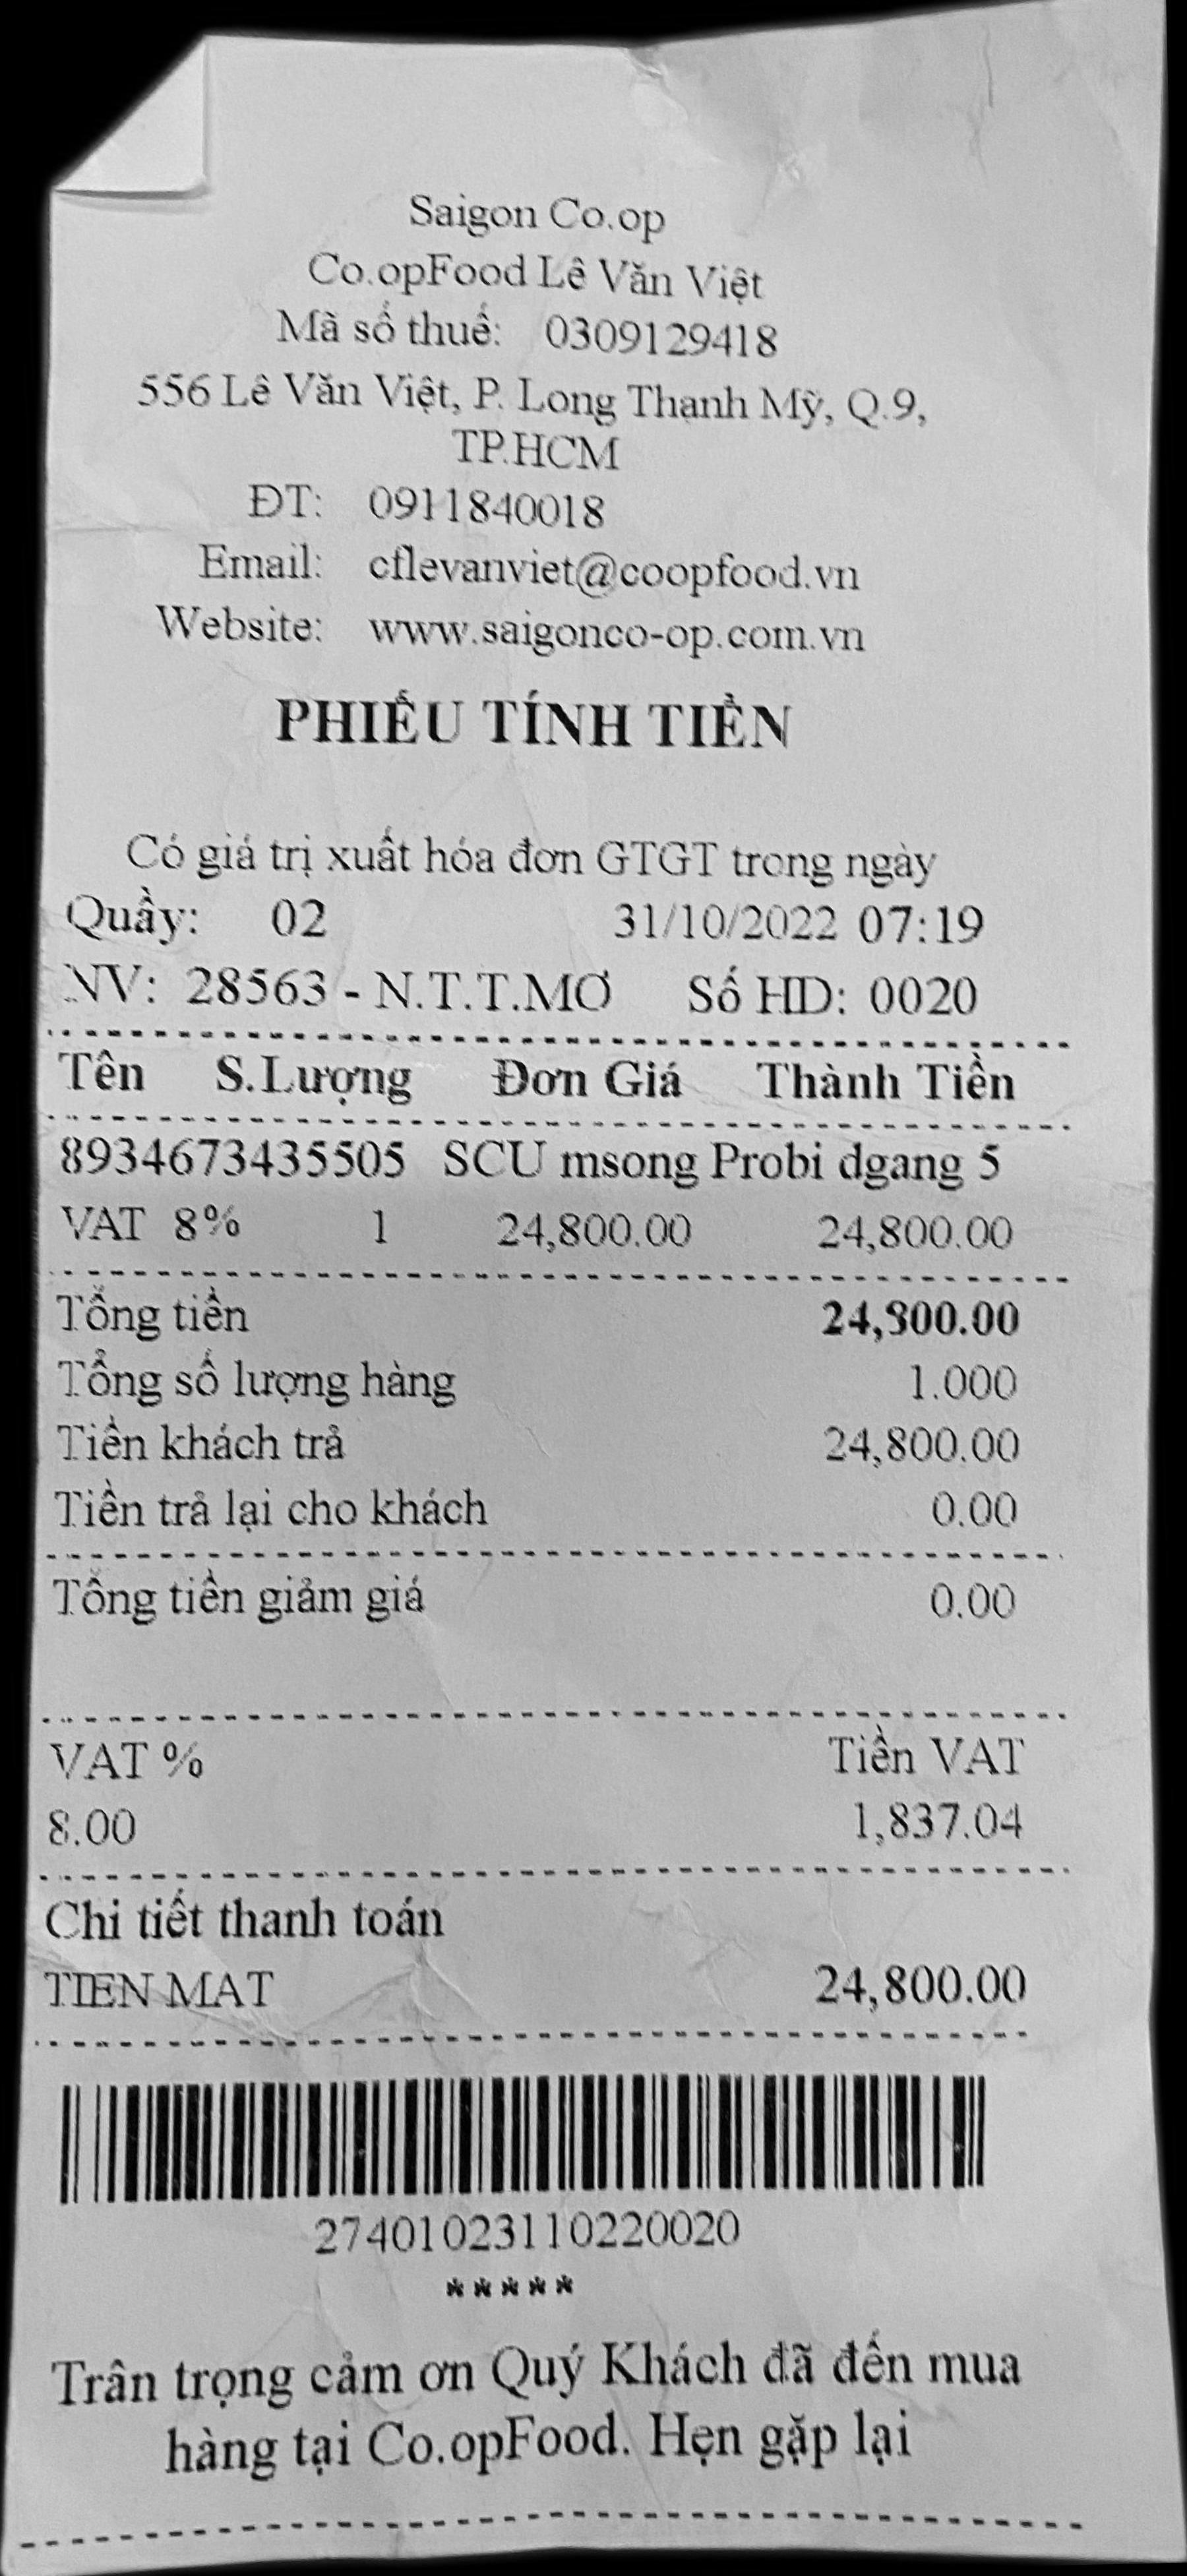 Saigon Co.op
Co.opFood Lê Văn Việt
Mã số thuế: 0309129418
556 Lê Văn Việt, P. Long Thạnh Mỹ, Q.9,
TP.HCM
ĐT: 0911840018
Email: cflevanviet@coopfood.vn
Website: www.saigonco-op.com.vn
PHIẾU TÍNH TIỀN
Có giá trị xuất hóa đơn GTGT trong ngày
Quầy: 02 31/10/2022 07:19
NV: 28563 - N.T.T.MƠ Số HD: 0020
Tên S.Lượng Đơn Giá Thành Tiền
8934673435505 SCU msong Probi dgang 5
VAT 8% 1 24,800.00 24,800.00
Tổng tiền 24,800.00
Tổng số lượng hàng 1.000
Tiền khách trả 24,800.00
Tiền trả lại cho khách 0.00
Tổng tiền giảm giá 0.00
VAT % Tiền VAT
8.00 1,837.04
Chi tiết thanh toán
TIEN MAT 24,800.00
27401023110220020
*****
Trân trọng cảm ơn Quý Khách đã đến mua
hàng tại Co.opFood. Hẹn gặp lại